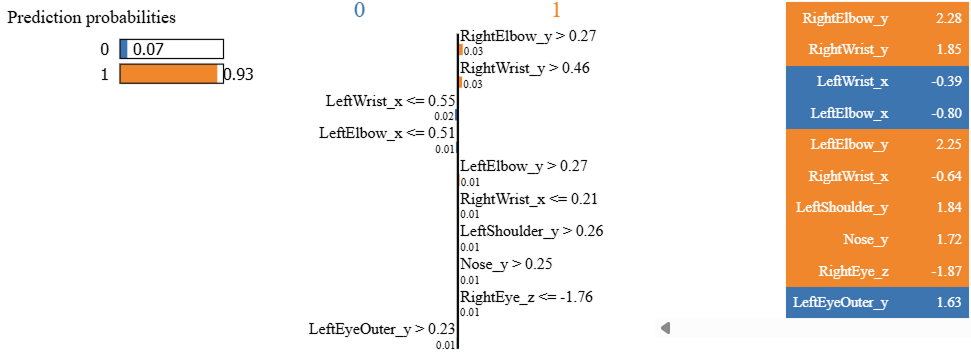 Prediction probabilities
0 0.07
1 0.93
0 1
RightElbow_y > 0.27
0.03
RightWrist_y > 0.46
0.03
LeftWrist_x <= 0.55
0.02
LeftElbow_x <= 0.51
0.01
LeftElbow_y > 0.27
0.01
RightWrist_x <= 0.21
0.01
LeftShoulder_y > 0.26
0.01
Nose_y > 0.25
0.01
RightEye_z <= -1.76
0.01
LeftEyeOuter_y > 0.23
0.01
RightElbow_y 2.28
RightWrist_y 1.85
LeftWrist_x -0.39
LeftElbow_x -0.80
LeftElbow_y 2.25
RightWrist_x -0.64
LeftShoulder_y 1.84
Nose_y 1.72
RightEye_z -1.87
LeftEyeOuter_y 1.63